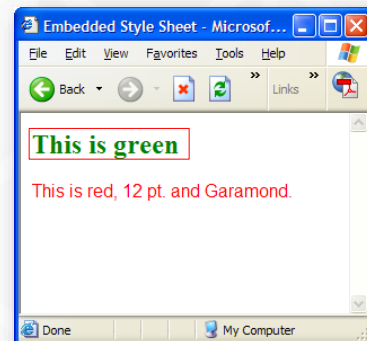 Embedded Style Sheet - Microsof...
File Edit View Favorites Tools Help
Back » Links »
This is green
This is red, 12 pt. and Garamond.
Done My Computer